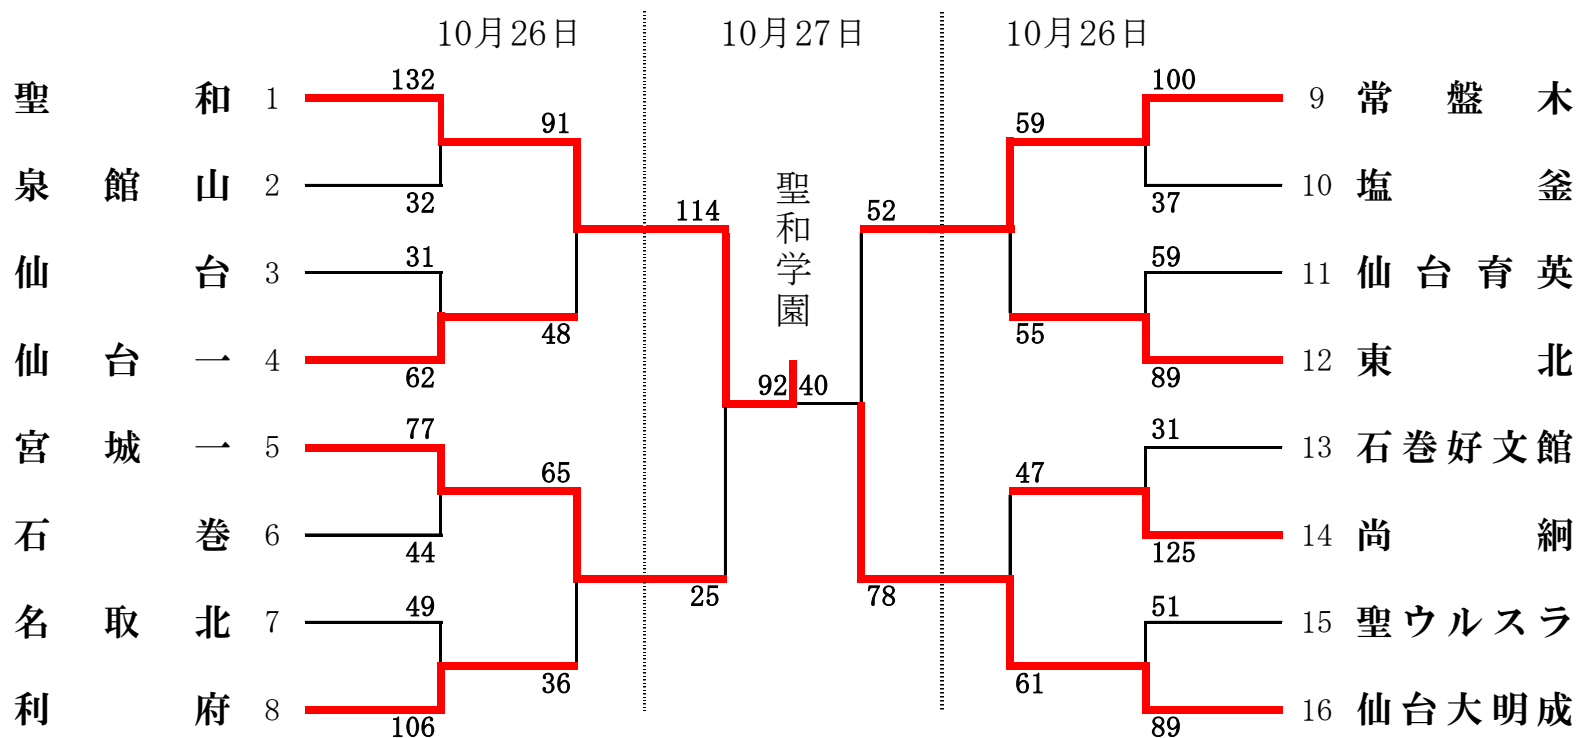 10月26日 10月27日 10月26日
132 100
聖和 1 9 常盤木
91 59
泉館山 2 10 塩釜
32 37
114 52
31 59
仙台 3 11 仙台育英
48 55
仙台一 4 12 東北
62 89
聖和学園
92 40
77 31
宮城一 5 13 石巻好文館
65 47
石巻 6 14 尚絅
44 125
25 78
49 51
名取北 7 15 聖ウルスラ
36 61
利府 8 16 仙台大明成
106 89